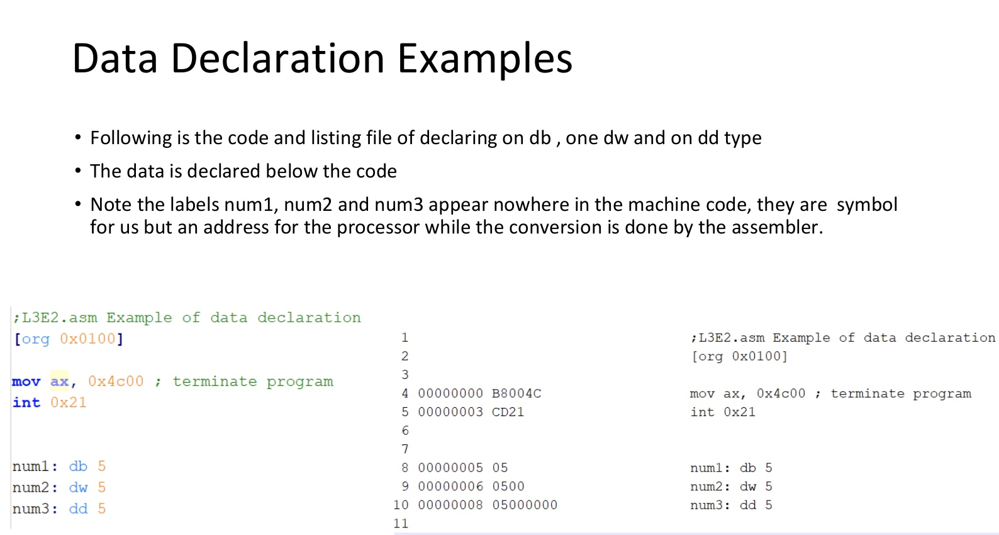 Data Declaration Examples
• Following is the code and listing file of declaring on db , one dw and on dd type
• The data is declared below the code
• Note the labels num1, num2 and num3 appear nowhere in the machine code, they are  symbol
for us but an address for the processor while the conversion is done by the assembler.
;L3E2.asm Example of data declaration
[org 0x0100]
mov ax, 0x4c00 ; terminate program
int 0x21
num1: db 5
num2: dw 5
num3: dd 5
1 ;L3E2.asm Example of data declaration
2 [org 0x0100]
3
4 00000000 B8004C mov ax, 0x4c00 ; terminate program
5 00000003 CD21 int 0x21
6
7
8 00000005 05 num1: db 5
9 00000006 0500 num2: dw 5
10 00000008 05000000 num3: dd 5
11